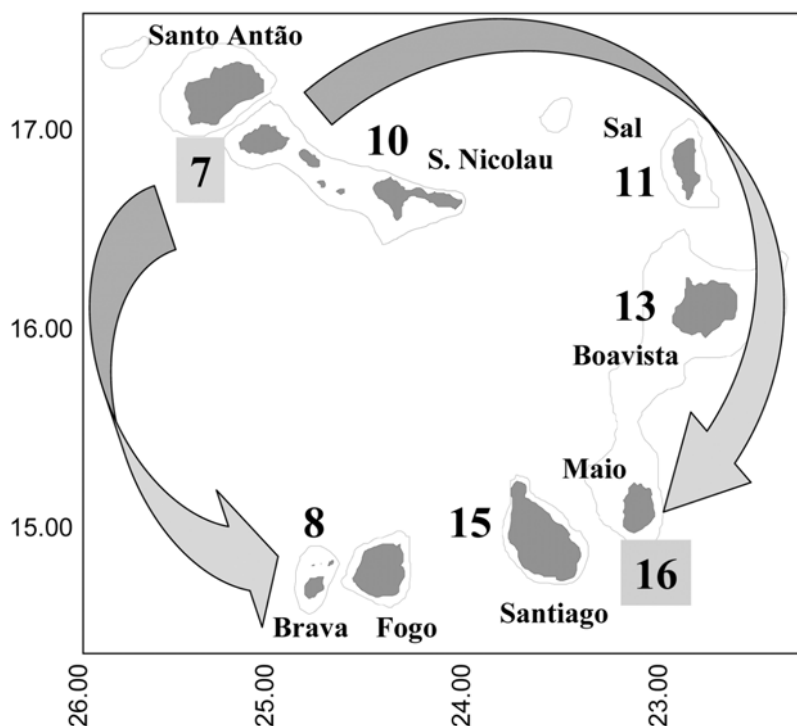 Santo Antão
17.00
10
Sal
7
S. Nicolau
11
16.00
13
Boavista
Maio
15.00
8
15
16
Brava
Fogo
Santiago
26.00
25.00
24.00
23.00